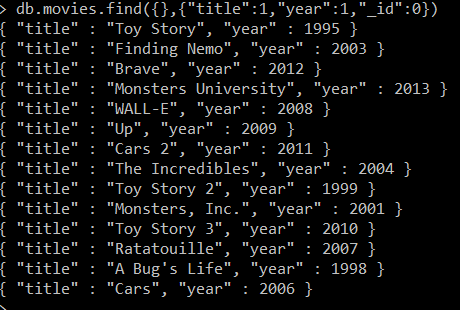 > db.movies.find({},{"title":1,"year":1,"_id":0})
{ "title" : "Toy Story", "year" : 1995 }
{ "title" : "Finding Nemo", "year" : 2003 }
{ "title" : "Brave", "year" : 2012 }
{ "title" : "Monsters University", "year" : 2013 }
{ "title" : "WALL-E", "year" : 2008 }
{ "title" : "Up", "year" : 2009 }
{ "title" : "Cars 2", "year" : 2011 }
{ "title" : "The Incredibles", "year" : 2004 }
{ "title" : "Toy Story 2", "year" : 1999 }
{ "title" : "Monsters, Inc.", "year" : 2001 }
{ "title" : "Toy Story 3", "year" : 2010 }
{ "title" : "Ratatouille", "year" : 2007 }
{ "title" : "A Bug's Life", "year" : 1998 }
{ "title" : "Cars", "year" : 2006 }
>